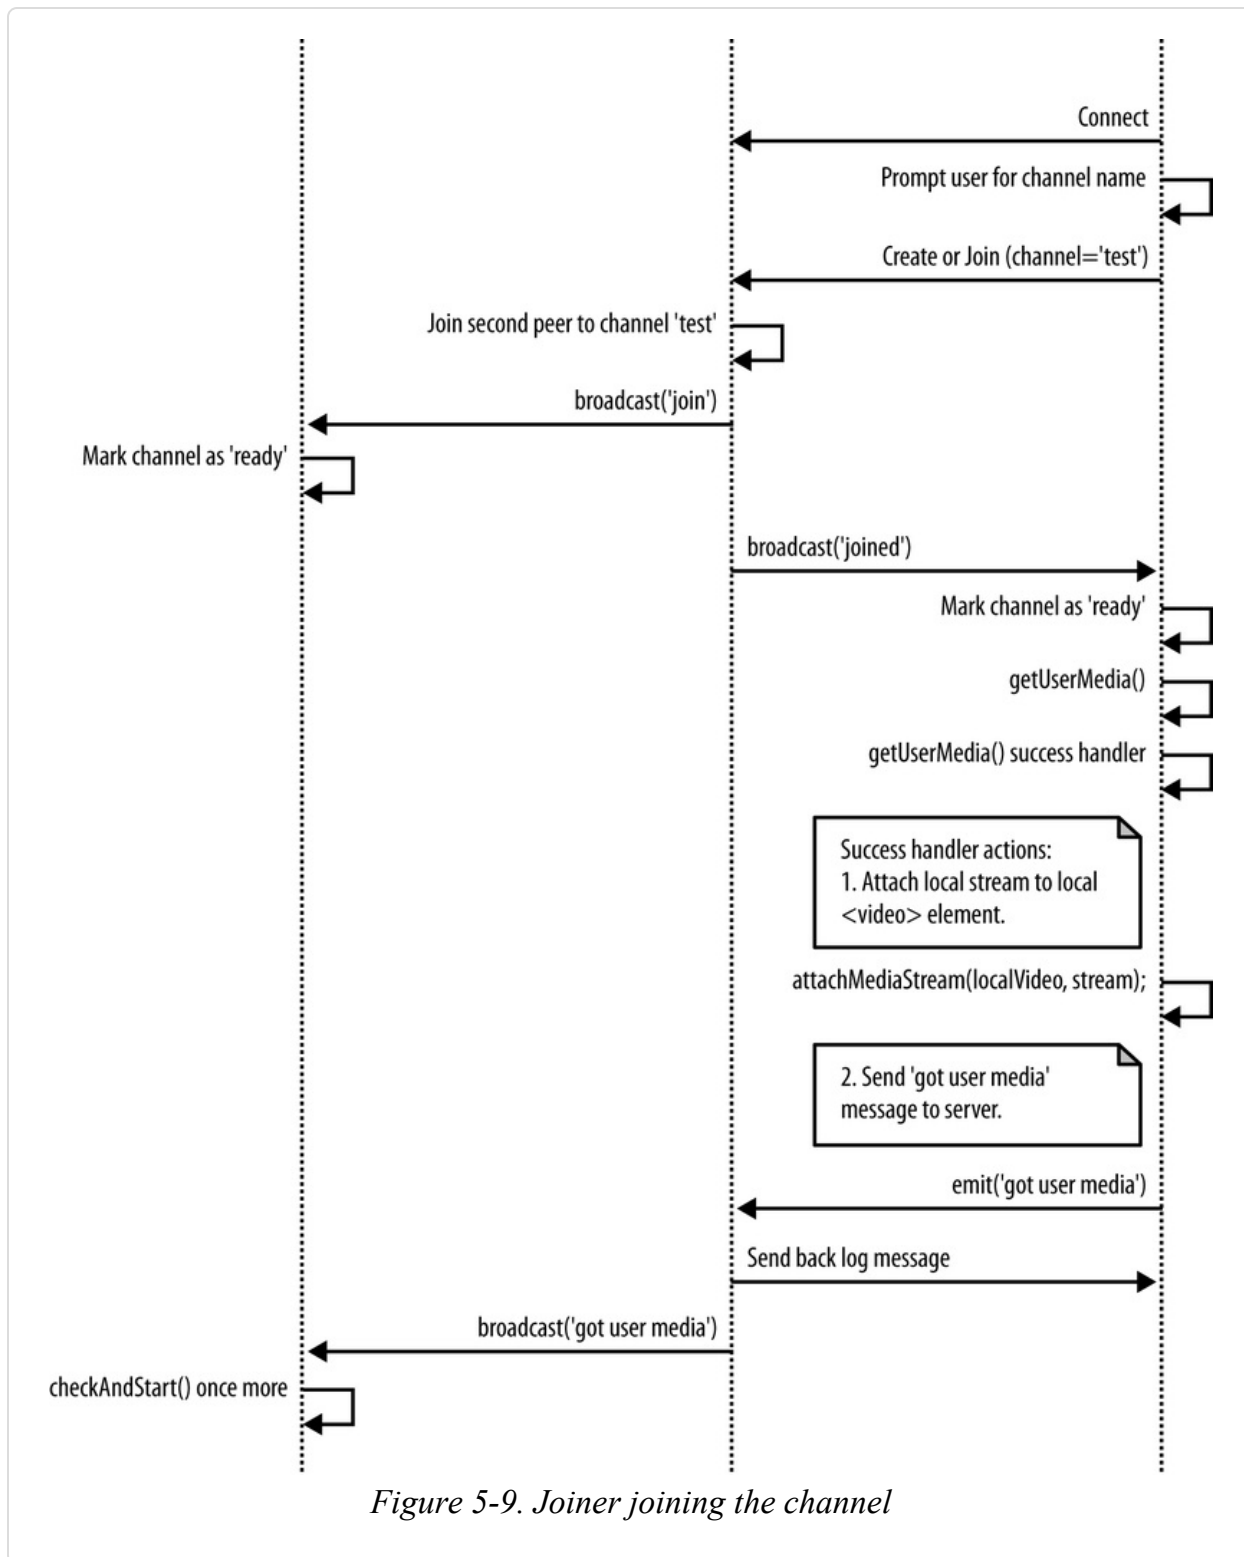 Connect
Prompt user for channel name
Create or Join (channel='test')
Join second peer to channel 'test'
broadcast('join')
Mark channel as 'ready'
broadcast('joined')
Mark channel as 'ready'
getUserMedia()
getUserMedia() success handler
Success handler actions:
1. Attach local stream to local
<video> element.
attachMediaStream(localVideo, stream);
2. Send 'got user media'
message to server.
emit('got user media')
Send back log message
broadcast('got user media')
checkAndStart() once more
Figure 5-9. Joiner joining the channel